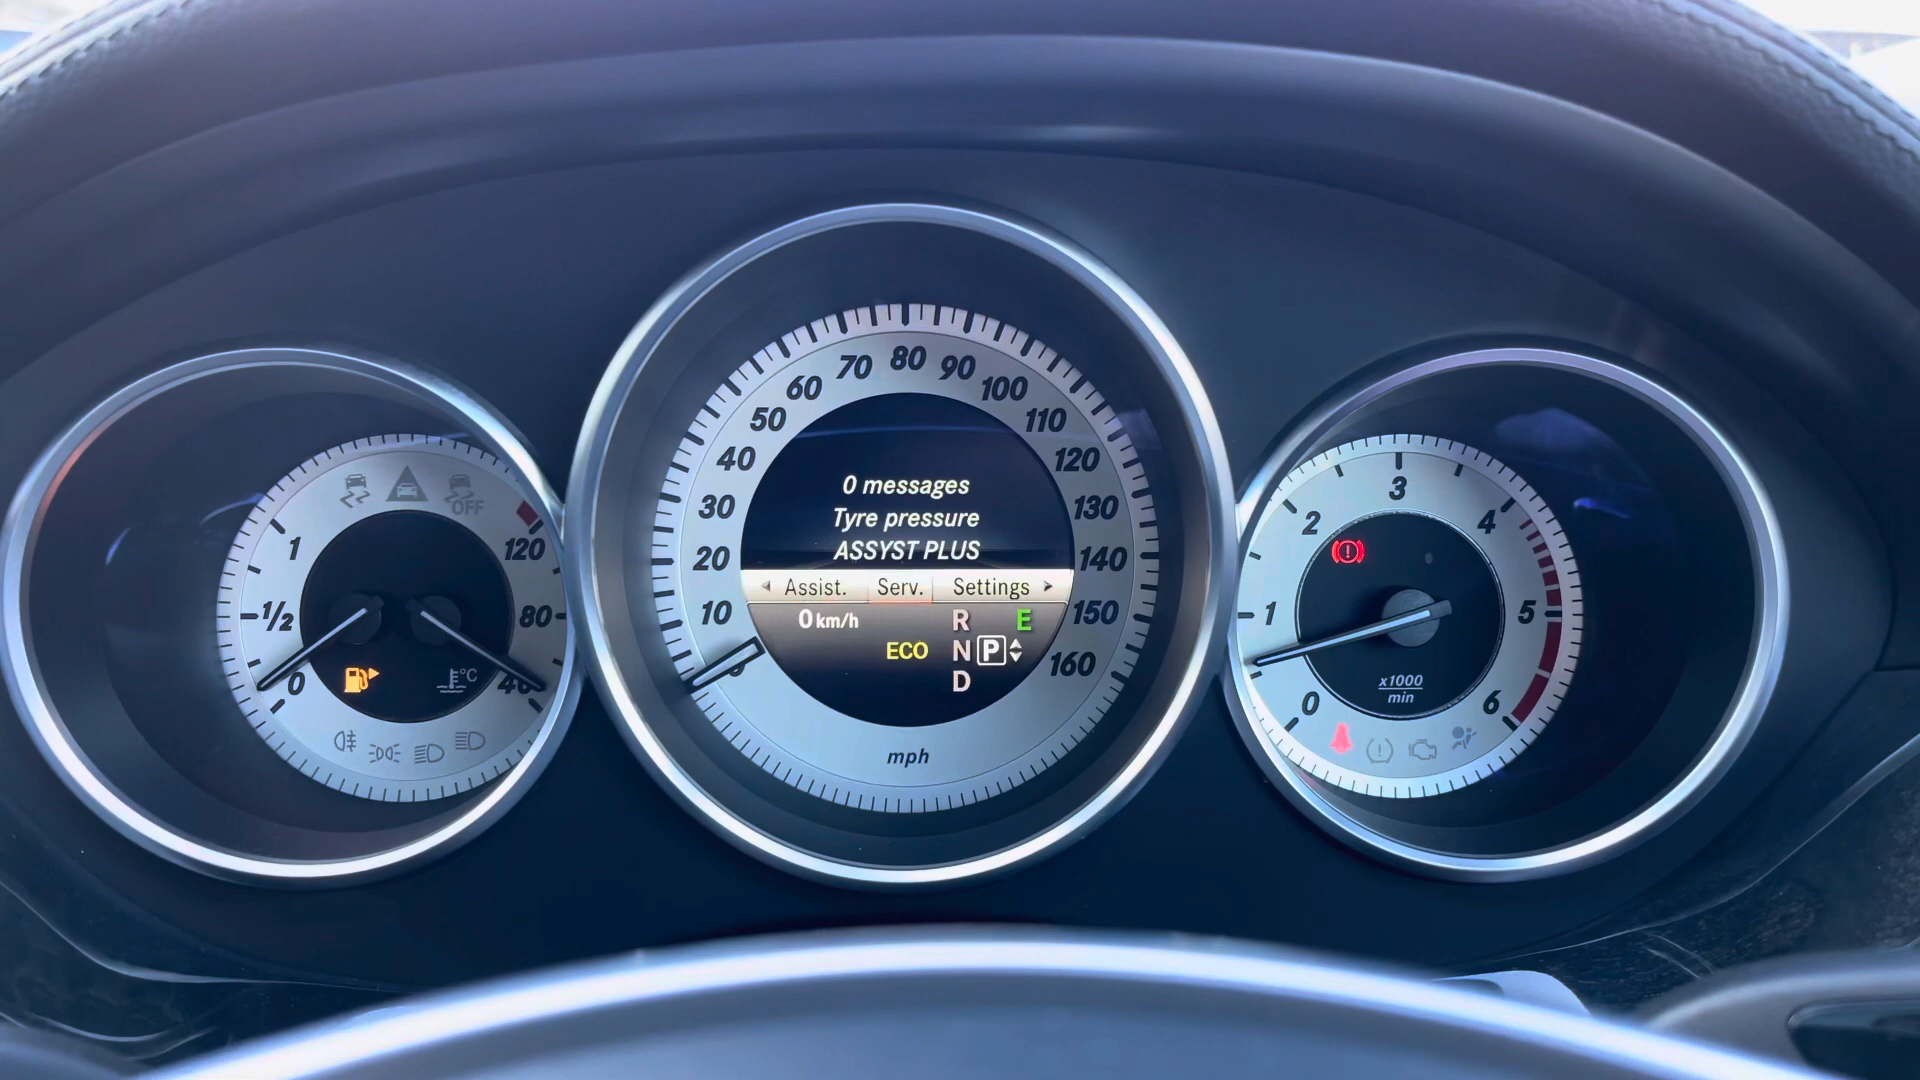 OFF
1
1/2
0
120
80
40
°C
0 messages
Tyre pressure
ASSYST PLUS
Assist. Serv. Settings
0 km/h
ECO
R
N P
D
E
10
20
30
40
50
60
70
80
90
100
110
120
130
140
150
160
mph
0
1
2
3
4
5
6
x1000
min